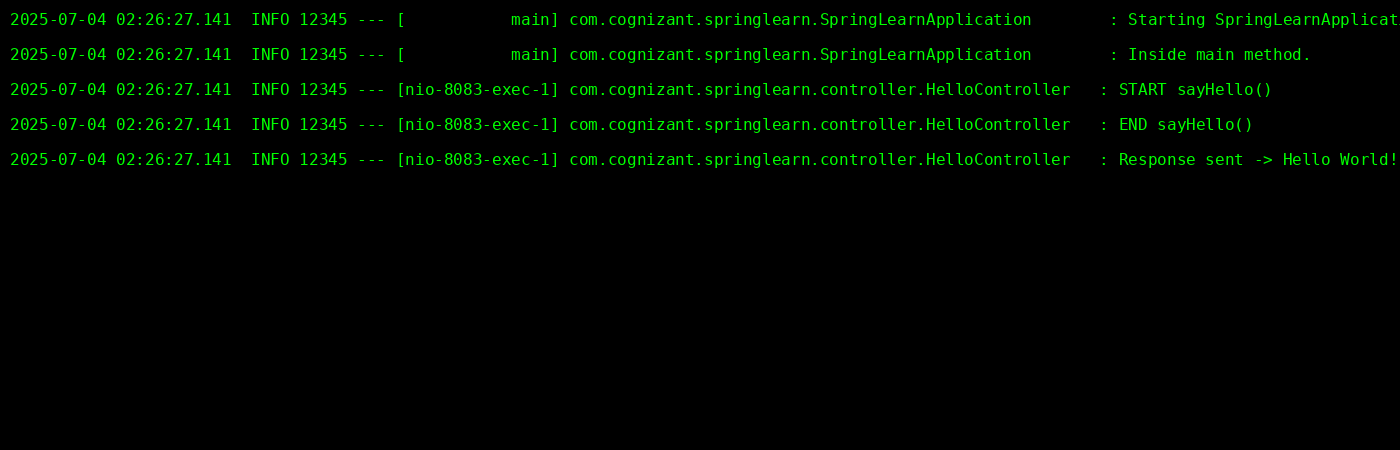 2025-07-04 02:26:27.141  INFO 12345 --- [           main] com.cognizant.springlearn.SpringLearnApplication        : Starting SpringLearnApplicat
2025-07-04 02:26:27.141  INFO 12345 --- [           main] com.cognizant.springlearn.SpringLearnApplication        : Inside main method.
2025-07-04 02:26:27.141  INFO 12345 --- [nio-8083-exec-1] com.cognizant.springlearn.controller.HelloController   : START sayHello()
2025-07-04 02:26:27.141  INFO 12345 --- [nio-8083-exec-1] com.cognizant.springlearn.controller.HelloController   : END sayHello()
2025-07-04 02:26:27.141  INFO 12345 --- [nio-8083-exec-1] com.cognizant.springlearn.controller.HelloController   : Response sent -> Hello World!